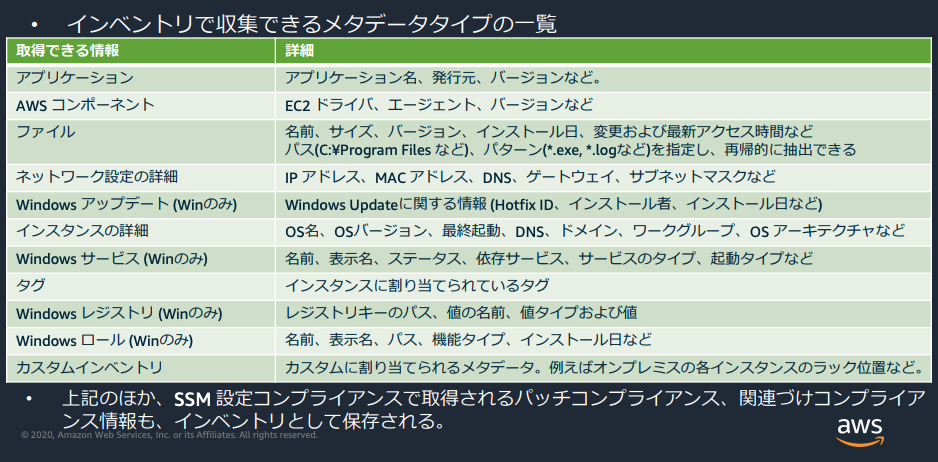 • インベントリで収集できるメタデータタイプの一覧
取得できる情報 詳細
アプリケーション アプリケーション名、発行元、バージョンなど。
AWS コンポーネント EC2 ドライバ、エージェント、バージョンなど
ファイル 名前、サイズ、バージョン、インストール日、変更および最新アクセス時間など
パス(C:¥Program Files など)、パターン(*.exe, *.logなど)を指定し、再帰的に抽出できる
ネットワーク設定の詳細 IP アドレス、MAC アドレス、DNS、ゲートウェイ、サブネットマスクなど
Windows アップデート (Winのみ) Windows Updateに関する情報 (Hotfix ID、インストール者、インストール日など)
インスタンスの詳細 OS名、OSバージョン、最終起動、DNS、ドメイン、ワークグループ、OS アーキテクチャなど
Windows サービス (Winのみ) 名前、表示名、ステータス、依存サービス、サービスのタイプ、起動タイプなど
タグ インスタンスに割り当てられているタグ
Windows レジストリ (Winのみ) レジストリキーのパス、値の名前、値タイプおよび値
Windows ロール (Winのみ) 名前、表示名、パス、機能タイプ、インストール日など
カスタムインベントリ カスタムに割り当てられるメタデータ。例えばオンプレミスの各インスタンスのラック位置など。
• 上記のほか、SSM 設定コンプライアンスで取得されるパッチコンプライアンス、関連づけコンプライア
ンス情報も、インベントリとして保存される。
© 2020, Amazon Web Services, Inc. or its Affiliates. All rights reserved.
aws